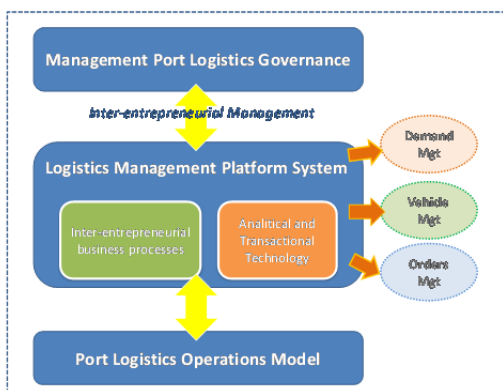 Management Port Logistics Governance
Inter-entrepreneurial Management
Logistics Management Platform System
Inter-entrepreneurial
business processes
Analitical and
Transactional
Technology
Demand
Mgt
Vehicle
Mgt
Orders
Mgt
Port Logistics Operations Model